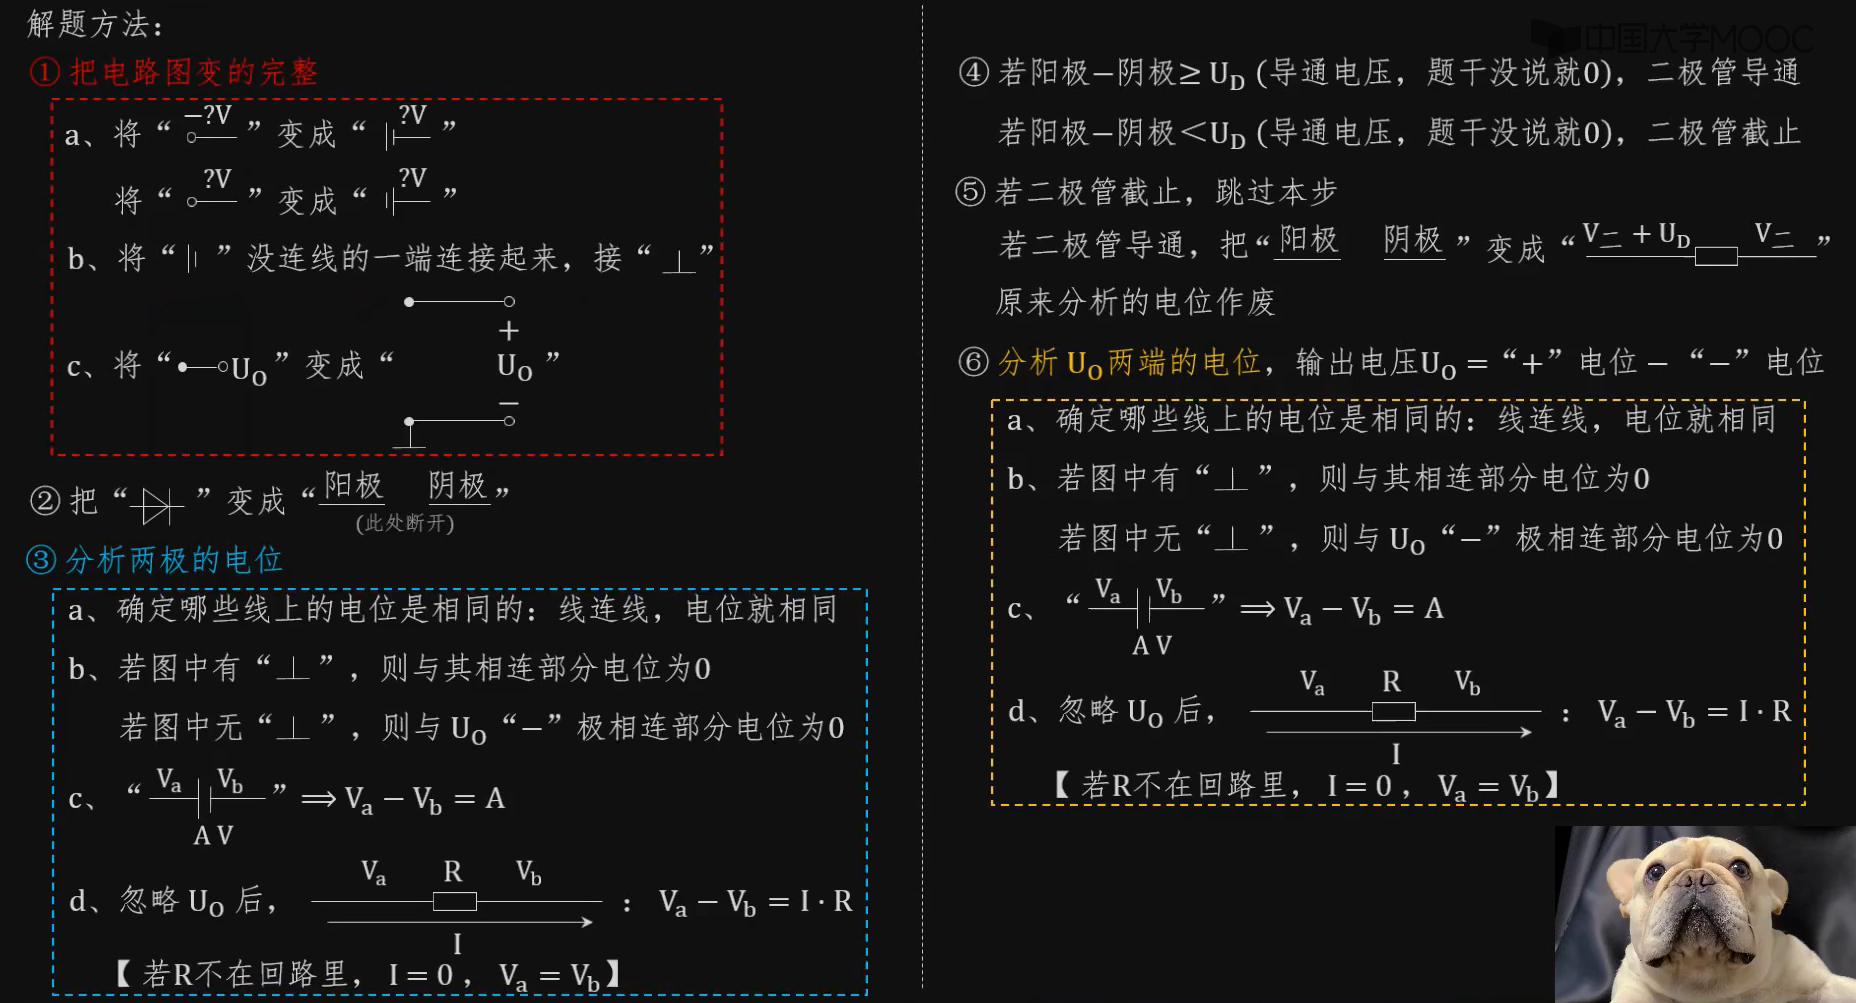 解题方法：
① 把电路图变的完整
a、将“ −?V ”变成“ ?V ”
将“ ?V ”变成“ ?V ”
b、将“ ”没连线的一端连接起来，接“⊥”
c、将“ U_O ”变成“ + U_O − ”
② 把“ ”变成“阳极 阴极”
(此处断开)
③ 分析两极的电位
a、确定哪些线上的电位是相同的：线连线，电位就相同
b、若图中有“⊥”，则与其相连部分电位为0
若图中无“⊥”，则与 U_O“−”极相连部分电位为0
c、“ V_a V_b ”⟹ V_a − V_b = A
A V
d、忽略 U_O 后， V_a R V_b ： V_a − V_b = I · R
I
【 若R不在回路里， I = 0 ， V_a = V_b 】
中国大学MOOC
④ 若阳极−阴极 ≥ U_D (导通电压，题干没说就0)，二极管导通
若阳极−阴极＜U_D (导通电压，题干没说就0)，二极管截止
⑤ 若二极管截止，跳过本步
若二极管导通，把“阳极 阴极”变成“V_二 + U_D V_二”
原来分析的电位作废
⑥ 分析 U_O 两端的电位，输出电压U_O = “+”电位 − “−”电位
a、确定哪些线上的电位是相同的：线连线，电位就相同
b、若图中有“⊥”，则与其相连部分电位为0
若图中无“⊥”，则与 U_O“−”极相连部分电位为0
c、“ V_a V_b ”⟹ V_a − V_b = A
A V
d、忽略 U_O 后， V_a R V_b ： V_a − V_b = I · R
I
【 若R不在回路里， I = 0 ， V_a = V_b 】